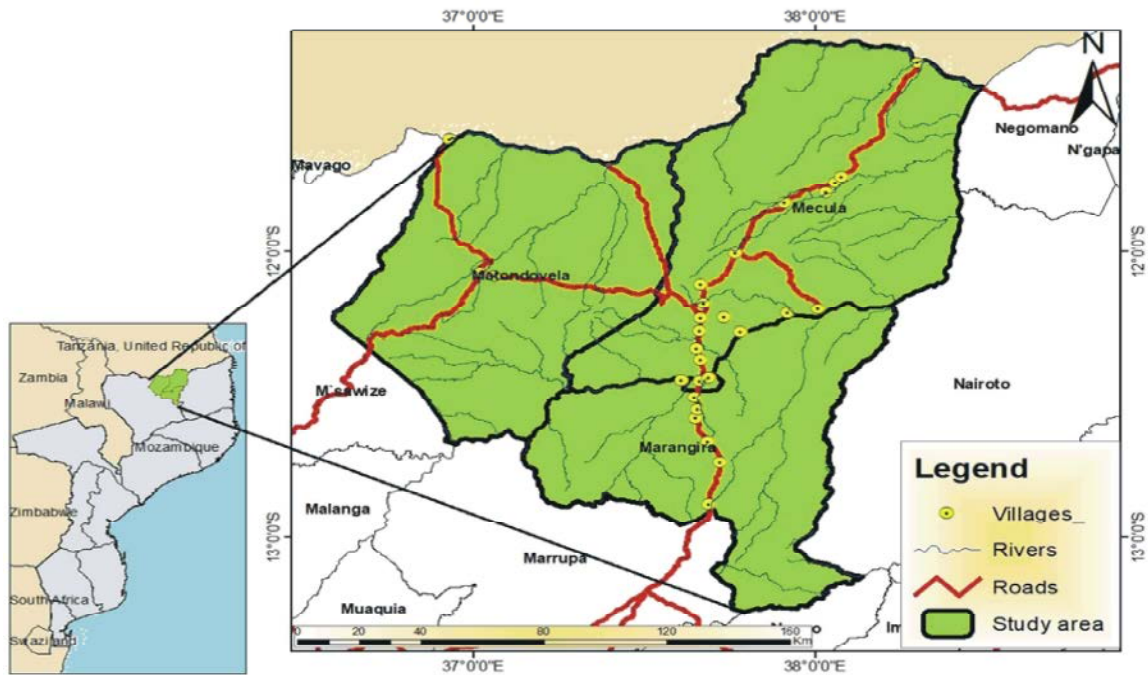 37°0'0"E 38°0'0"E
N
Negomano
N'gapa
Mavago
Mecula
12°0'0"S 12°0'0"S
Matondovela
Tanzania, United Republic of
Zambia
Malawi
Mozambique
Zimbabwe
South Africa
Swaziland
M'sawize
Nairoto
Marangira
Malanga
Marrupa
Muaquia
13°0'0"S 13°0'0"S
Legend
Villages_
Rivers
Roads
Study area
0 20 40 80 120 160
Km
37°0'0"E 38°0'0"E